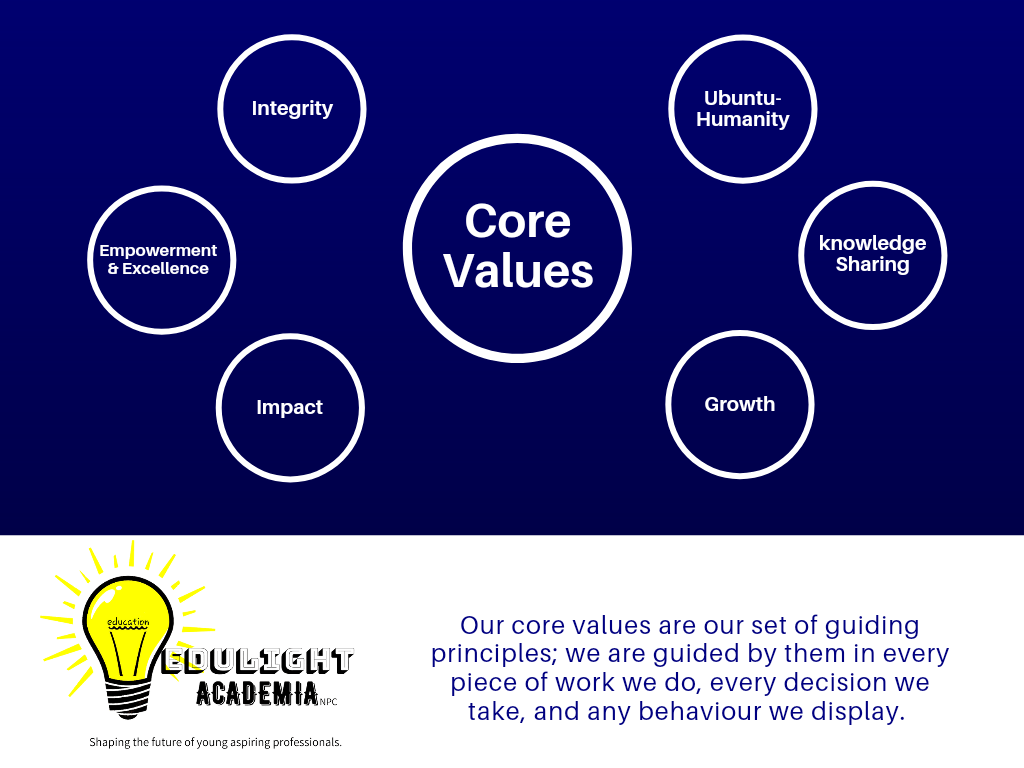 Integrity
Ubuntu-
Humanity
Core
Values
Empowerment
& Excellence
knowledge
Sharing
Impact
Growth
education
EDULIGHT
ACADEMIA NPC
Shaping the future of young aspiring professionals.
Our core values are our set of guiding
principles; we are guided by them in every
piece of work we do, every decision we
take, and any behaviour we display.